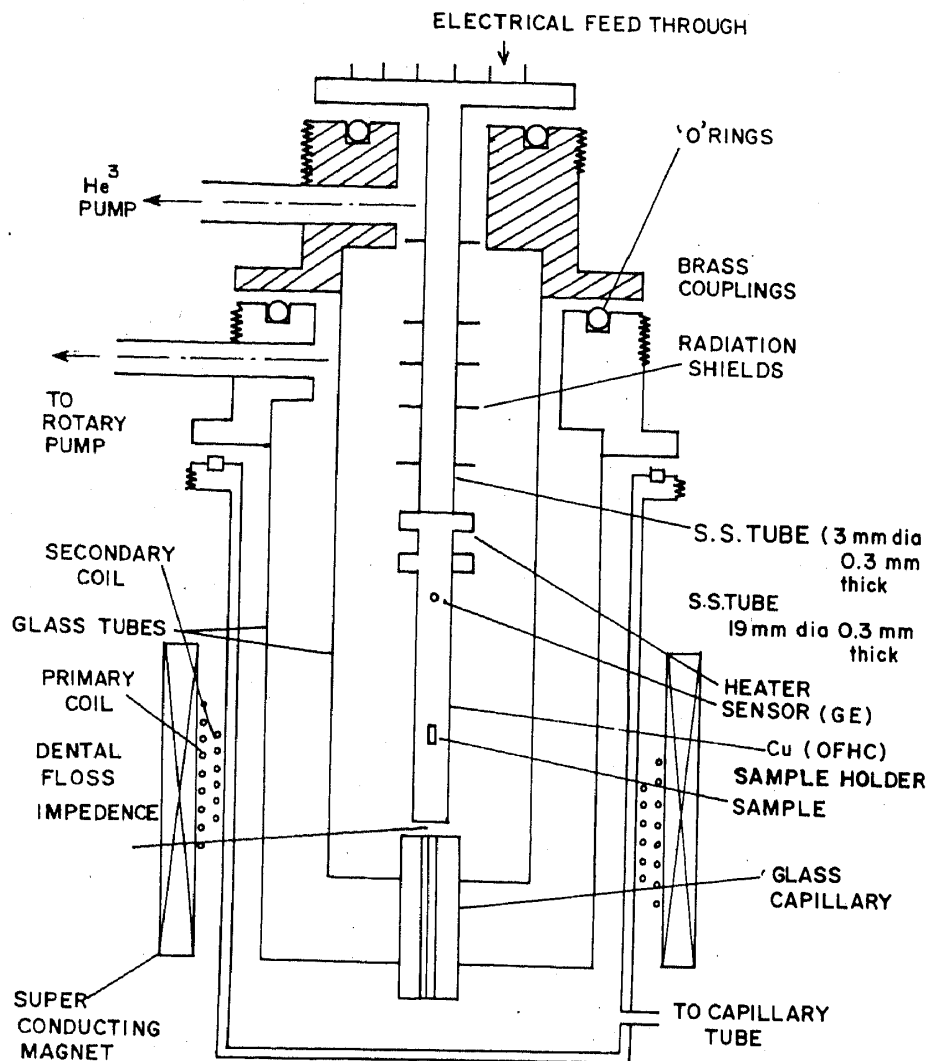 ELECTRICAL FEED THROUGH
'O' RINGS
He³
PUMP
BRASS
COUPLINGS
RADIATION
SHIELDS
TO
ROTARY
PUMP
S.S. TUBE (3 mm dia
0.3 mm
thick
SECONDARY
COIL
S.S. TUBE
19 mm dia 0.3 mm
thick
GLASS TUBES
HEATER
SENSOR (GE)
PRIMARY
COIL
Cu (OFHC)
SAMPLE HOLDER
SAMPLE
DENTAL
FLOSS
IMPEDENCE
GLASS
CAPILLARY
SUPER
CONDUCTING
MAGNET
TO CAPILLARY
TUBE